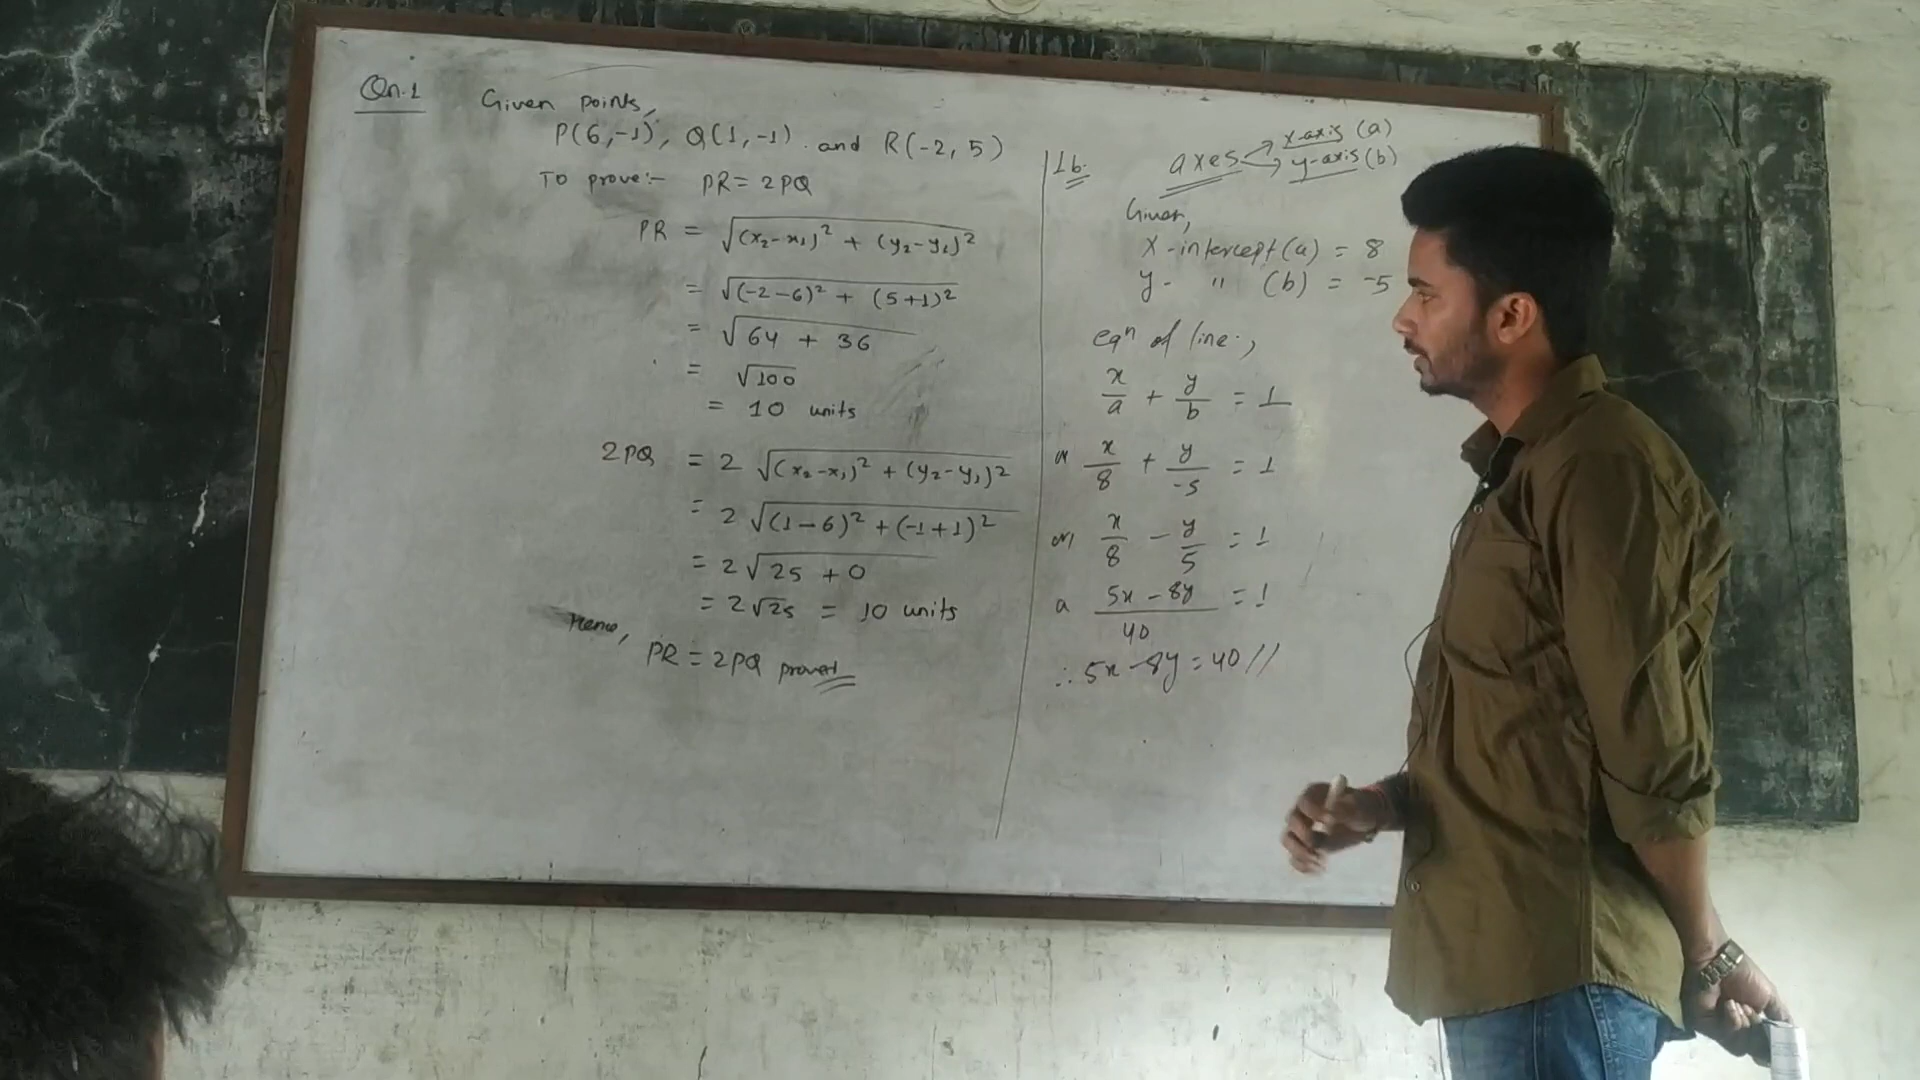 Qn.1 Given points,
P(6,-1), Q(1,-1) and R(-2, 5)
To prove:- PR = 2PQ
PR = √(x₂-x₁)² + (y₂-y₁)²
= √(-2-6)² + (5+1)²
= √64 + 36
= √100
= 10 units
2PQ = 2 √(x₂-x₁)² + (y₂-y₁)²
= 2 √(1-6)² + (-1+1)²
= 2√25 + 0
= 2√25 = 10 units
Hence,
PR = 2PQ proved
1b. axes x-axis (a)
y-axis (b)
Given,
x-intercept (a) = 8
y- " (b) = -5
eqⁿ of line,
x/a + y/b = 1
or x/8 + y/-5 = 1
or, x/8 - y/5 = 1
or 5x - 8y/40 = 1
∴ 5x - 8y = 40//